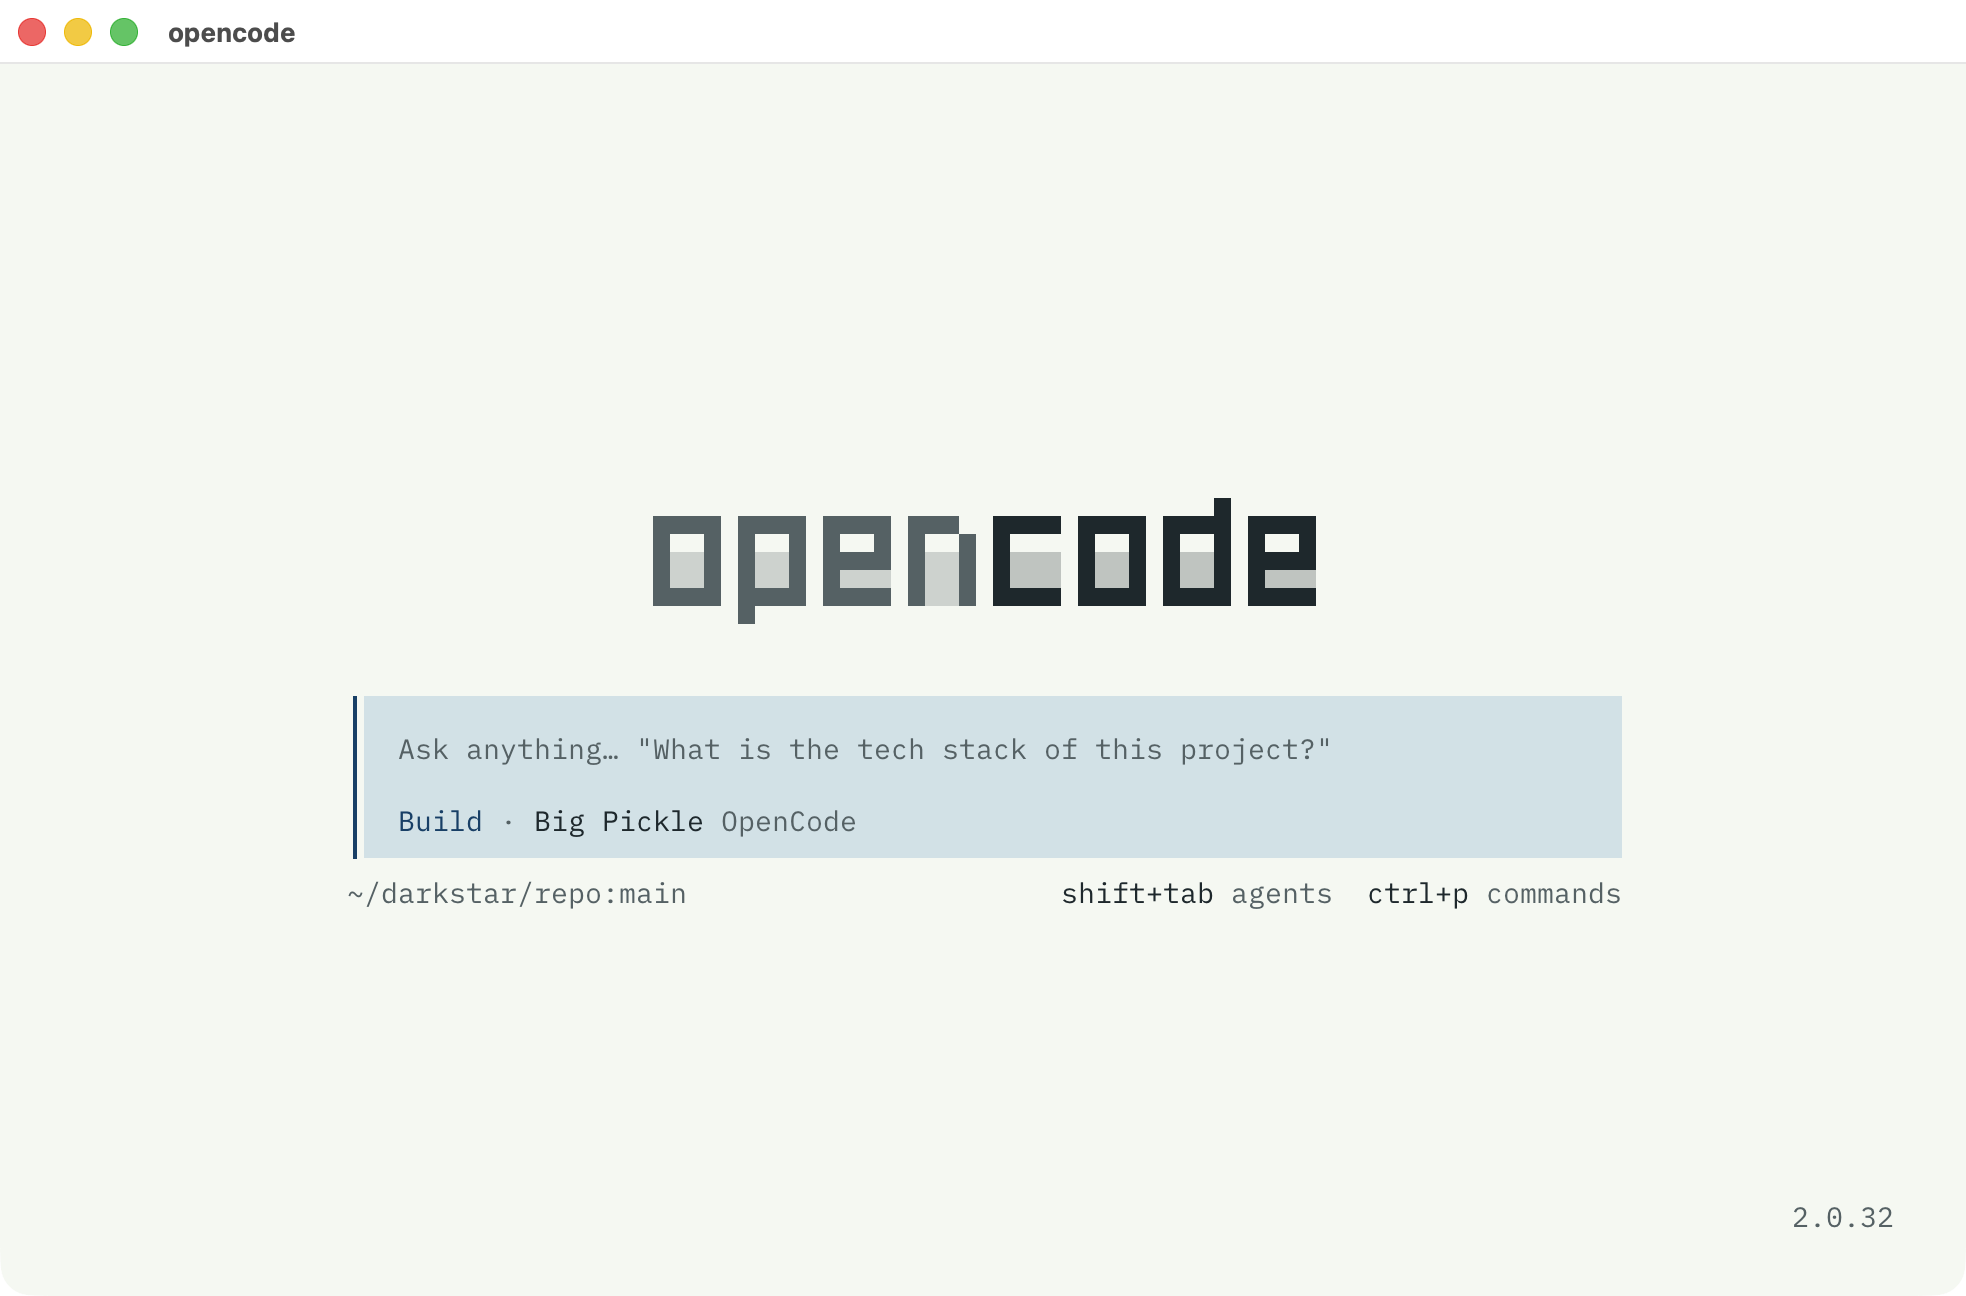 opencode
opencode
Ask anything… "What is the tech stack of this project?"
Build · Big Pickle OpenCode
~/darkstar/repo:main shift+tab agents ctrl+p commands
2.0.32